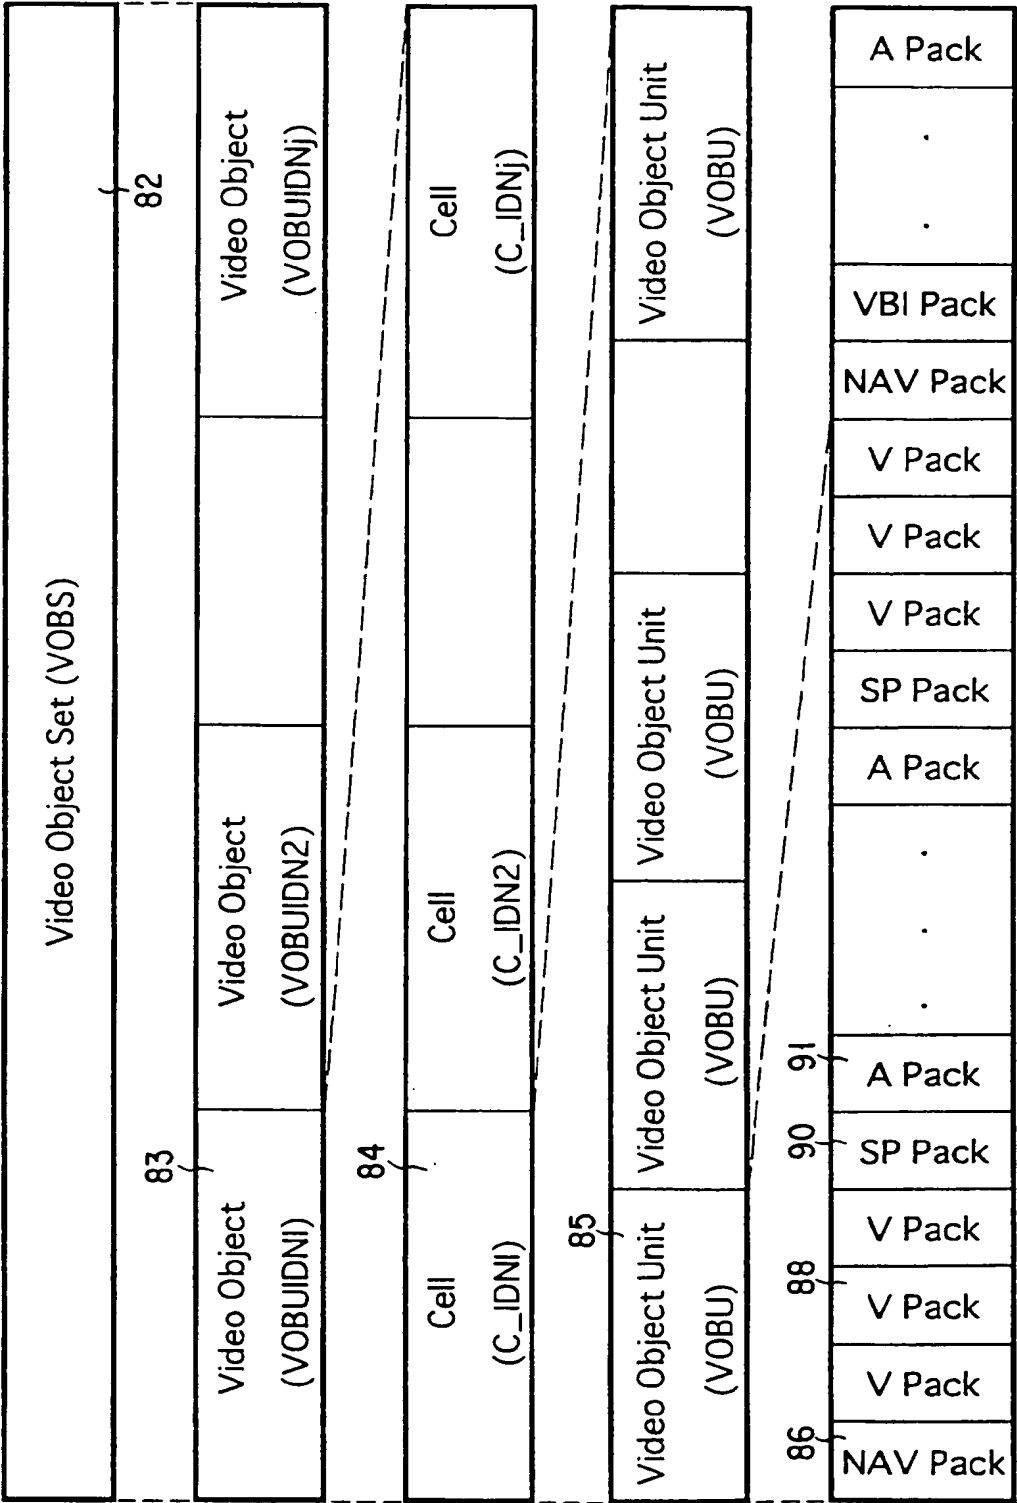 Video Object Set (VOBS)
82
83
Video Object
(VOBUIDN1)
Video Object
(VOBUIDN2)
Video Object
(VOBUIDNj)
84
Cell
(C_IDN1)
Cell
(C_IDN2)
Cell
(C_IDNj)
85
Video Object Unit
(VOBU)
Video Object Unit
(VOBU)
Video Object Unit
(VOBU)
Video Object Unit
(VOBU)
86
88
90
91
NAV Pack
V Pack
V Pack
V Pack
SP Pack
A Pack
.
.
.
A Pack
SP Pack
V Pack
V Pack
V Pack
NAV Pack
VBI Pack
.
.
A Pack